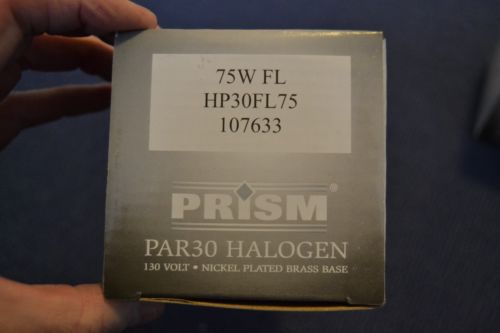 75W FL
HP30FL75
107633
PRISM®
PAR30 HALOGEN
130 VOLT • NICKEL PLATED BRASS BASE